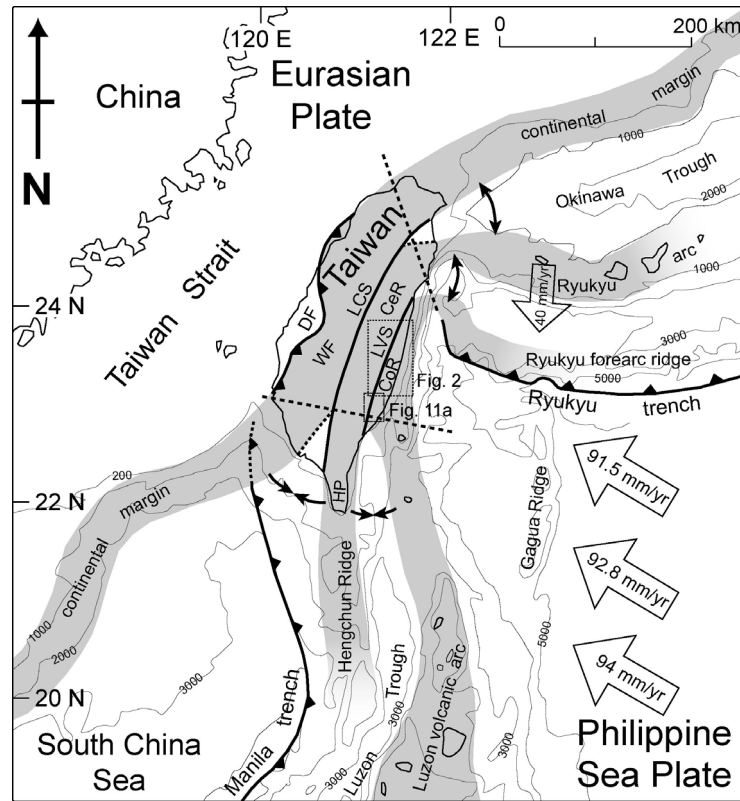 120 E
122 E
0
200 km
China
Eurasian
Plate
continental
margin
1000
N
Okinawa
Trough
2000
Taiwan
Taiwan Strait
24 N
DF
WF
LCS
CeR
LVS
CoR
Ryukyu
arc
1000
40 mm/yr
3000
Ryukyu forearc ridge
5000
Ryukyu
trench
Fig. 2
Fig. 11a
200
margin
continental
22 N
HP
91.5 mm/yr
Gagua Ridge
92.8 mm/yr
5000
Hengchun Ridge
1000
2000
3000
94 mm/yr
20 N
Trough
arc
3000
Luzon volcanic
trench
Manila
South China
Sea
3000
Luzon
3000
Philippine
Sea Plate